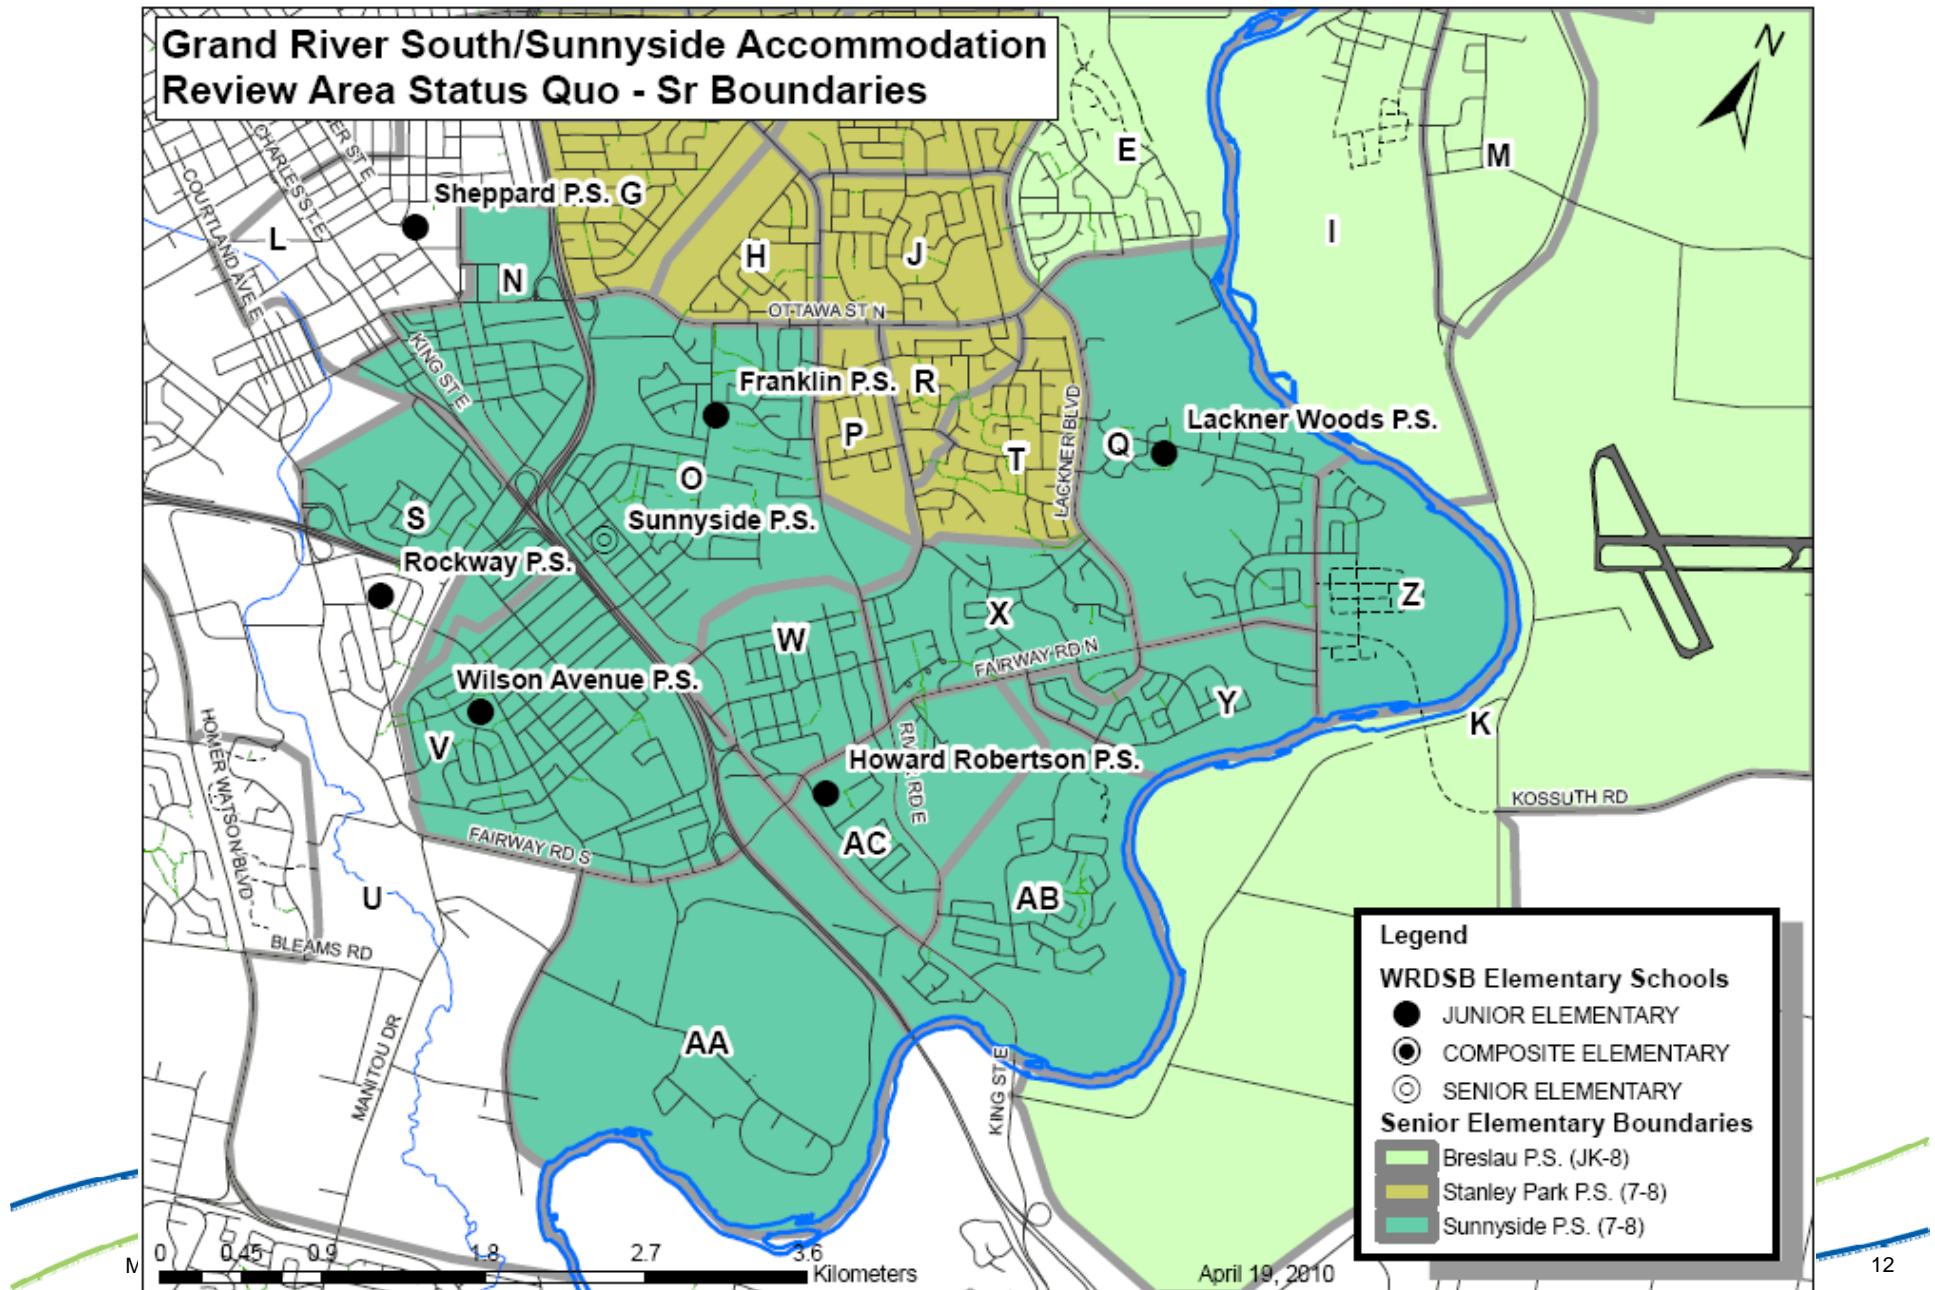 Grand River South/Sunnyside Accommodation
Review Area Status Quo - Sr Boundaries
N
CHARLES ST E
ER ST E
COURTLAND AVE E
E
M
Sheppard P.S.
G
L
I
H
J
N
OTTAWA ST N
KING ST E
Franklin P.S.
R
LACKNER BLVD
Lackner Woods P.S.
P
Q
T
O
S
Sunnyside P.S.
Rockway P.S.
Z
X
W
FAIRWAY RD N
Wilson Avenue P.S.
Y
K
V
HOMER WATSON BLVD
Howard Robertson P.S.
RD E
KOSSUTH RD
FAIRWAY RD S
AC
U
AB
BLEAMS RD
AA
MANITOU DR
KING ST E
Legend
WRDSB Elementary Schools
JUNIOR ELEMENTARY
COMPOSITE ELEMENTARY
SENIOR ELEMENTARY
Senior Elementary Boundaries
Breslau P.S. (JK-8)
Stanley Park P.S. (7-8)
Sunnyside P.S. (7-8)
0 0.45 0.9 1.8 2.7 3.6
Kilometers
April 19, 2010
M
12